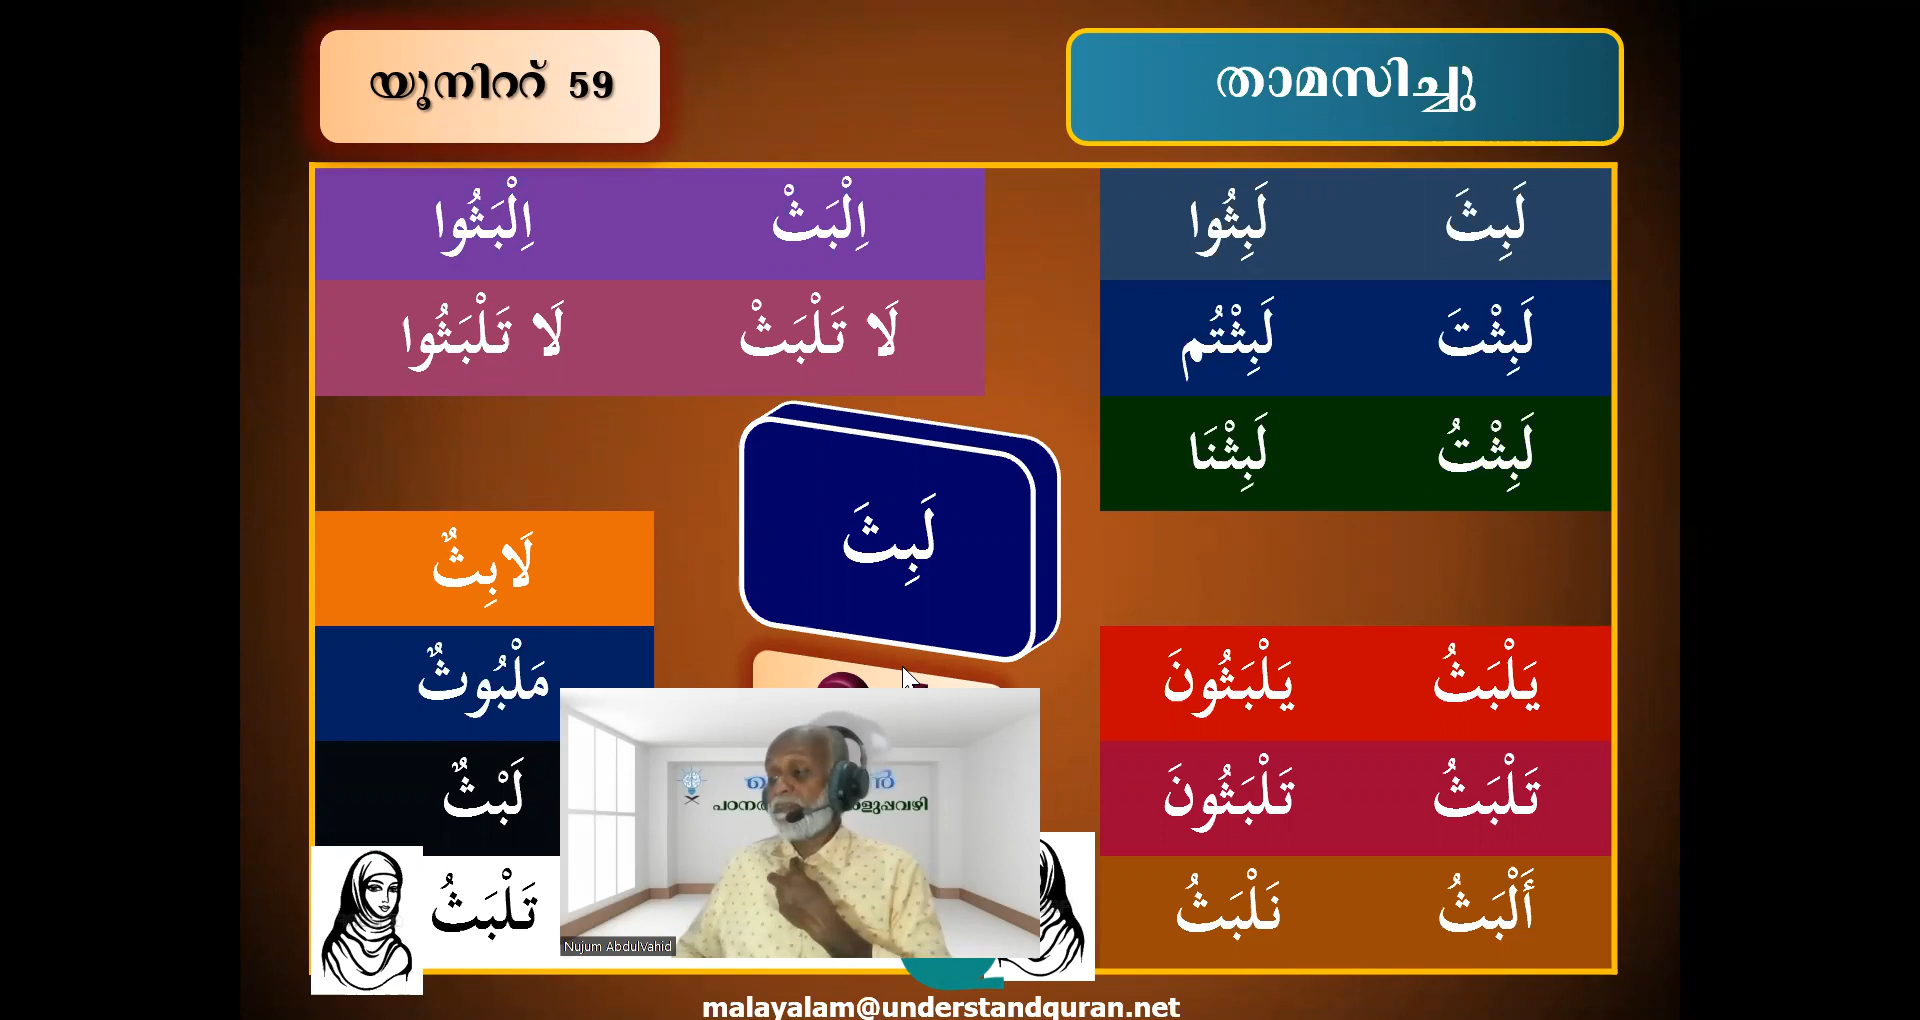 യൂനിററ് 59
താമസിച്ചു
لَبِثَ لَبِثُوا
لَبِثْتَ لَبِثْتُم
لَبِثْتُ لَبِثْنَا
يَلْبَثُ يَلْبَثُونَ
تَلْبَثُ تَلْبَثُونَ
أَلْبَثُ نَلْبَثُ
اِلْبَثْ اِلْبَثُوا
لَا تَلْبَثْ لَا تَلْبَثُوا
لَبِثَ
لَابِثٌ
مَلْبُوثٌ
لَبْثٌ
تَلْبَثُ
Nujum AbdulVahid
malayalam@understandquran.net